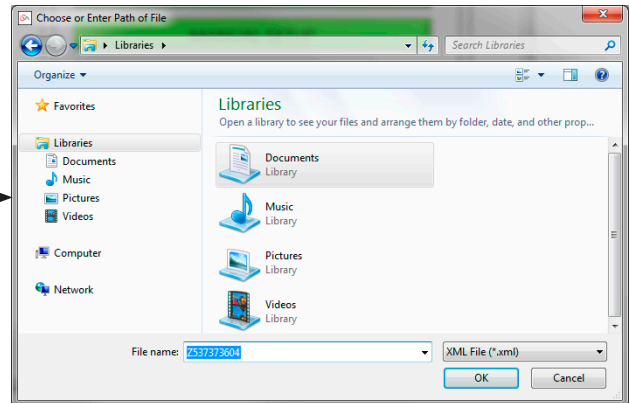 Choose or Enter Path of File
Libraries
Search Libraries
Organize
Favorites
Libraries
Documents
Music
Pictures
Videos
Computer
Network
Libraries
Open a library to see your files and arrange them by folder, date, and other prop...
Documents
Library
Music
Library
Pictures
Library
Videos
Library
File name: Z537373604
XML File (*.xml)
OK Cancel